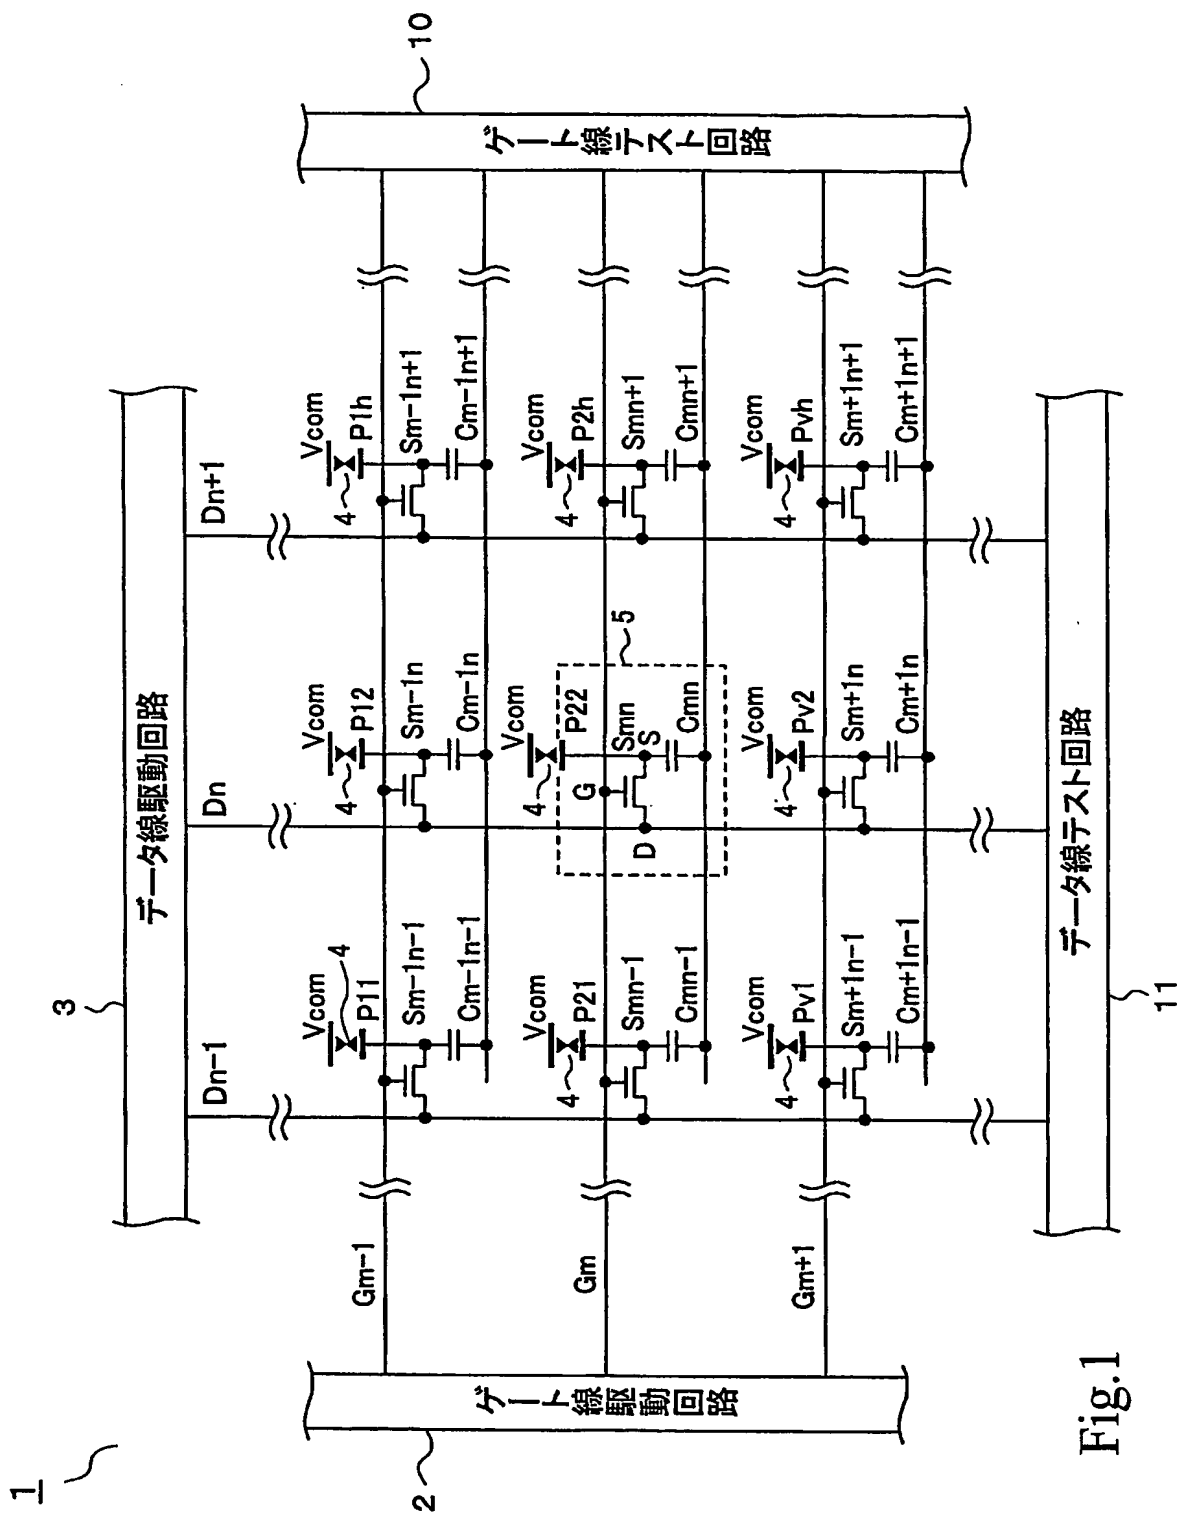 1
3
データ線駆動回路
Dn-1
Dn
Dn+1
Vcom
4
P11
Vcom
P12
4
Vcom
P1h
4
10
Gm-1
Sm-1n-1
Sm-1n
Sm-1n+1
Cm-1n-1
Cm-1n
Cm-1n+1
2
ゲート線駆動回路
ゲート線テスト回路
Vcom
P21
4
Vcom
P22
4
5
Vcom
P2h
4
Gm
Smn-1
G
D
Smn
S
Smn+1
Cmn-1
Cmn
Cmn+1
Vcom
Pv1
4
Vcom
Pv2
4
Vcom
Pvh
4
Gm+1
Sm+1n-1
Sm+1n
Sm+1n+1
Cm+1n-1
Cm+1n
Cm+1n+1
データ線テスト回路
11
Fig.1